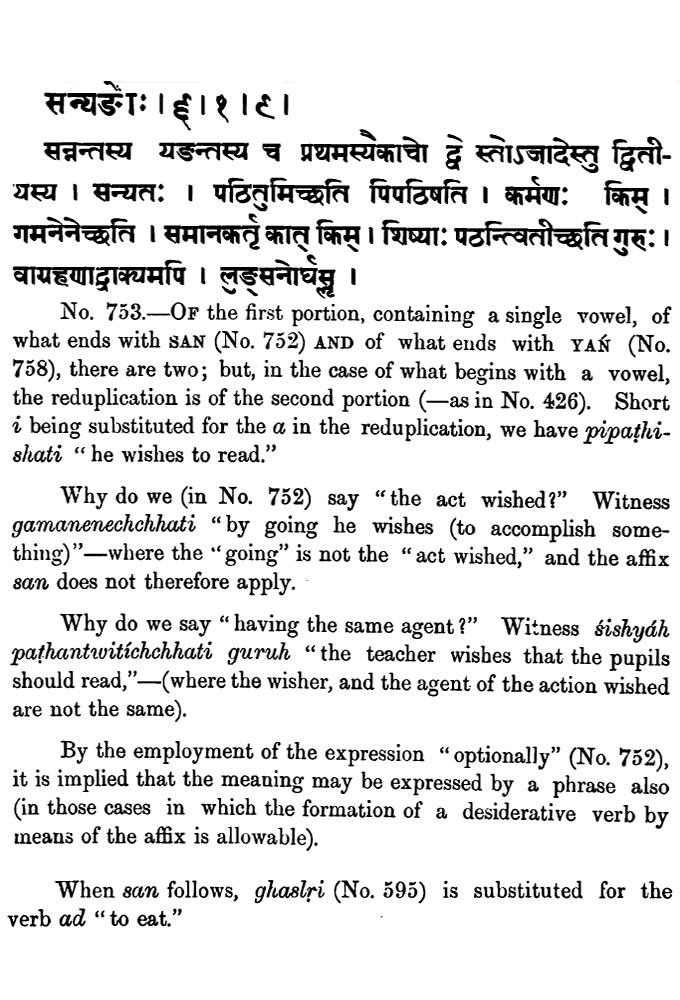 सन्यङोः । ६ । १ । ९ ।
सन्नन्तस्य यङन्तस्य च प्रथमस्यैकाचो द्वे स्तोऽजादेस्तु द्विती-
यस्य । सन्यतः । पठितुमिच्छति पिपठिषति । कर्मणः किम् ।
गमनेनेच्छति । समानकर्तृकात् किम् । शिष्याः पठन्त्वितीच्छति गुरुः ।
वाग्रहणाद्वाक्यमपि । लुङ्सनोर्घसॢ ।
No. 753.—OF the first portion, containing a single vowel, of
what ends with SAN (No. 752) AND of what ends with YAŃ (No.
758), there are two; but, in the case of what begins with a vowel,
the reduplication is of the second portion (—as in No. 426). Short
i being substituted for the a in the reduplication, we have pipaṭhi-
shati "he wishes to read."
Why do we (in No. 752) say "the act wished?" Witness
gamanenechchhati "by going he wishes (to accomplish some-
thing)"—where the "going" is not the "act wished," and the affix
san does not therefore apply.
Why do we say "having the same agent?" Witness śishyáh
paṭhantwitíchchhati guruh "the teacher wishes that the pupils
should read,"—(where the wisher, and the agent of the action wished
are not the same).
By the employment of the expression "optionally" (No. 752),
it is implied that the meaning may be expressed by a phrase also
(in those cases in which the formation of a desiderative verb by
means of the affix is allowable).
When san follows, ghaslṛi (No. 595) is substituted for the
verb ad "to eat."